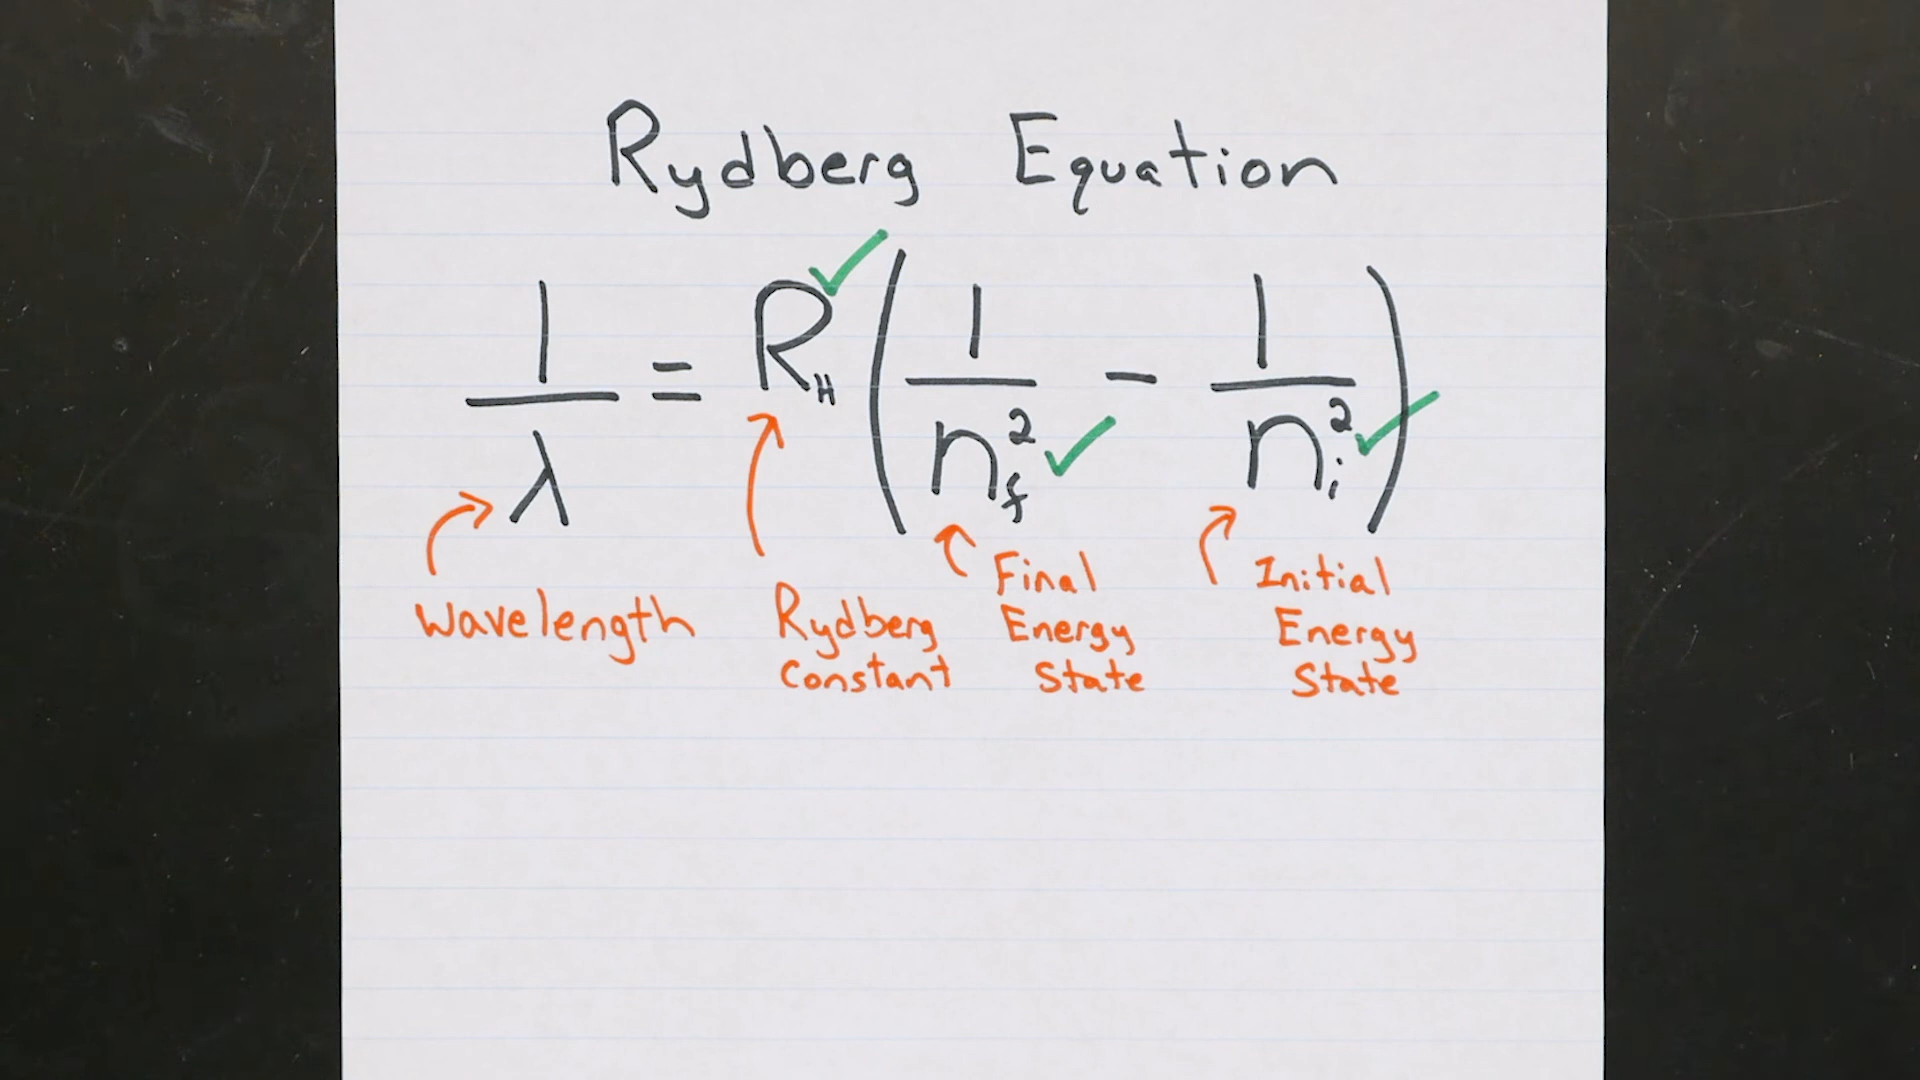 Rydberg Equation
1/λ = R_H (1/n_f^2 - 1/n_i^2)
Wavelength
Rydberg
Constant
Final
Energy
State
Initial
Energy
State